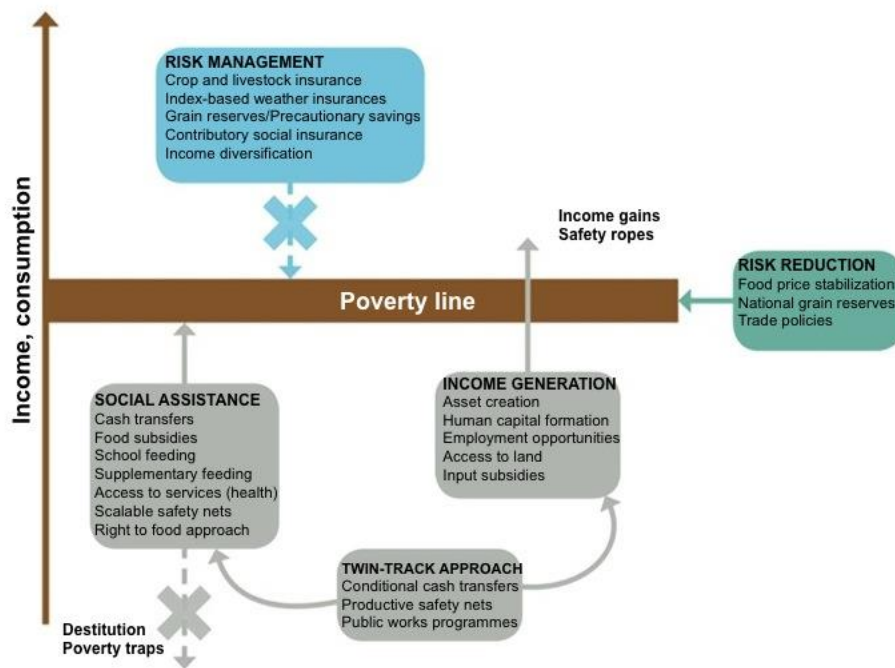 RISK MANAGEMENT
Crop and livestock insurance
Index-based weather insurances
Grain reserves/Precautionary savings
Contributory social insurance
Income diversification
Income, consumption
Income gains
Safety ropes
Poverty line
RISK REDUCTION
Food price stabilization
National grain reserves
Trade policies
SOCIAL ASSISTANCE
Cash transfers
Food subsidies
School feeding
Supplementary feeding
Access to services (health)
Scalable safety nets
Right to food approach
INCOME GENERATION
Asset creation
Human capital formation
Employment opportunities
Access to land
Input subsidies
TWIN-TRACK APPROACH
Conditional cash transfers
Productive safety nets
Public works programmes
Destitution
Poverty traps